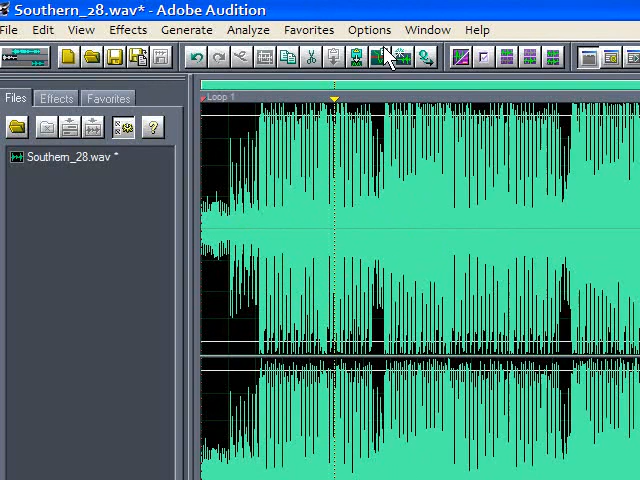 Southern_28.wav* - Adobe Audition
File Edit View Effects Generate Analyze Favorites Options Window Help
Files Effects Favorites
Loop 1
?
Southern_28.wav *